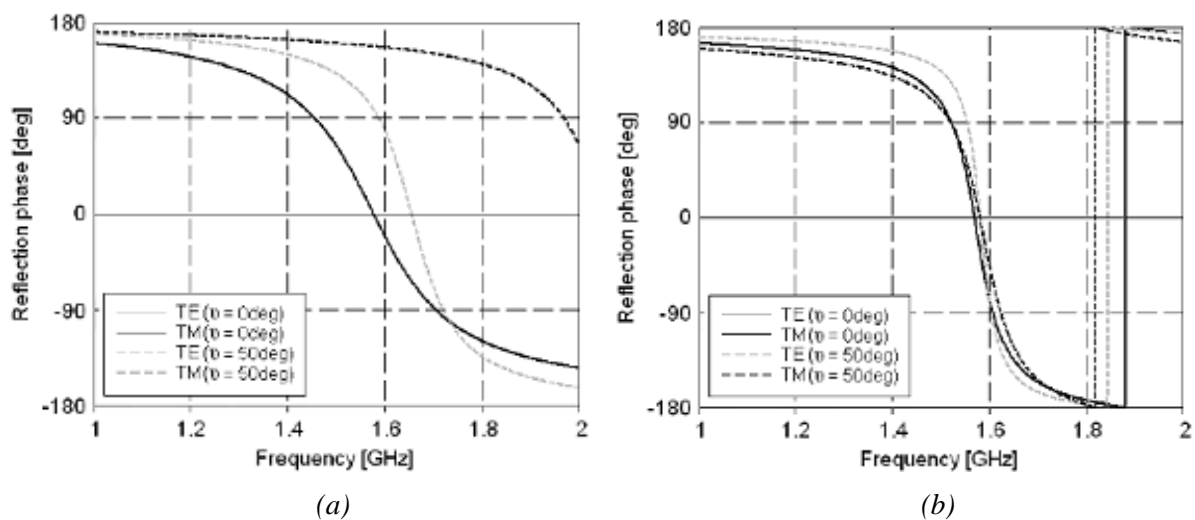 180
90
0
-90
-180
Reflection phase [deg]
TE (ʋ = 0deg)
TM (ʋ = 0deg)
TE (ʋ = 50deg)
TM (ʋ = 50deg)
1 1.2 1.4 1.6 1.8 2
Frequency [GHz]
(a)
180
90
0
-90
-180
Reflection phase [deg]
TE (ʋ = 0deg)
TM (ʋ = 0deg)
TE (ʋ = 50deg)
TM (ʋ = 50deg)
1 1.2 1.4 1.6 1.8 2
Frequency [GHz]
(b)